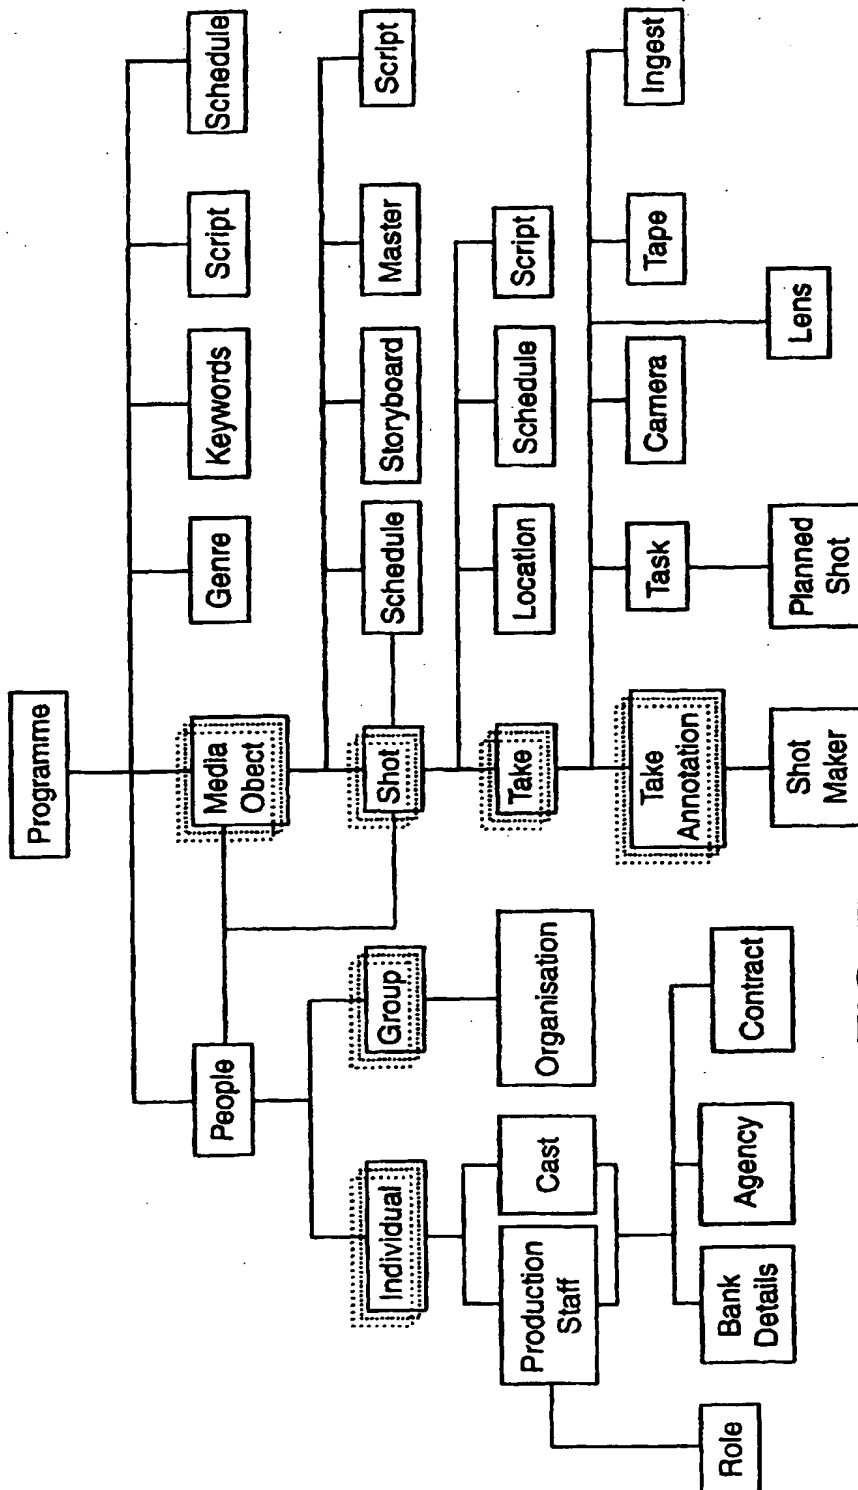 Programme
People
Media
Obect
Genre
Keywords
Script
Schedule
Individual
Group
Shot
Schedule
Storyboard
Master
Script
Production
Staff
Cast
Organisation
Take
Location
Schedule
Script
Role
Bank
Details
Agency
Contract
Take
Annotation
Task
Camera
Tape
Ingest
Shot
Maker
Planned
Shot
Lens